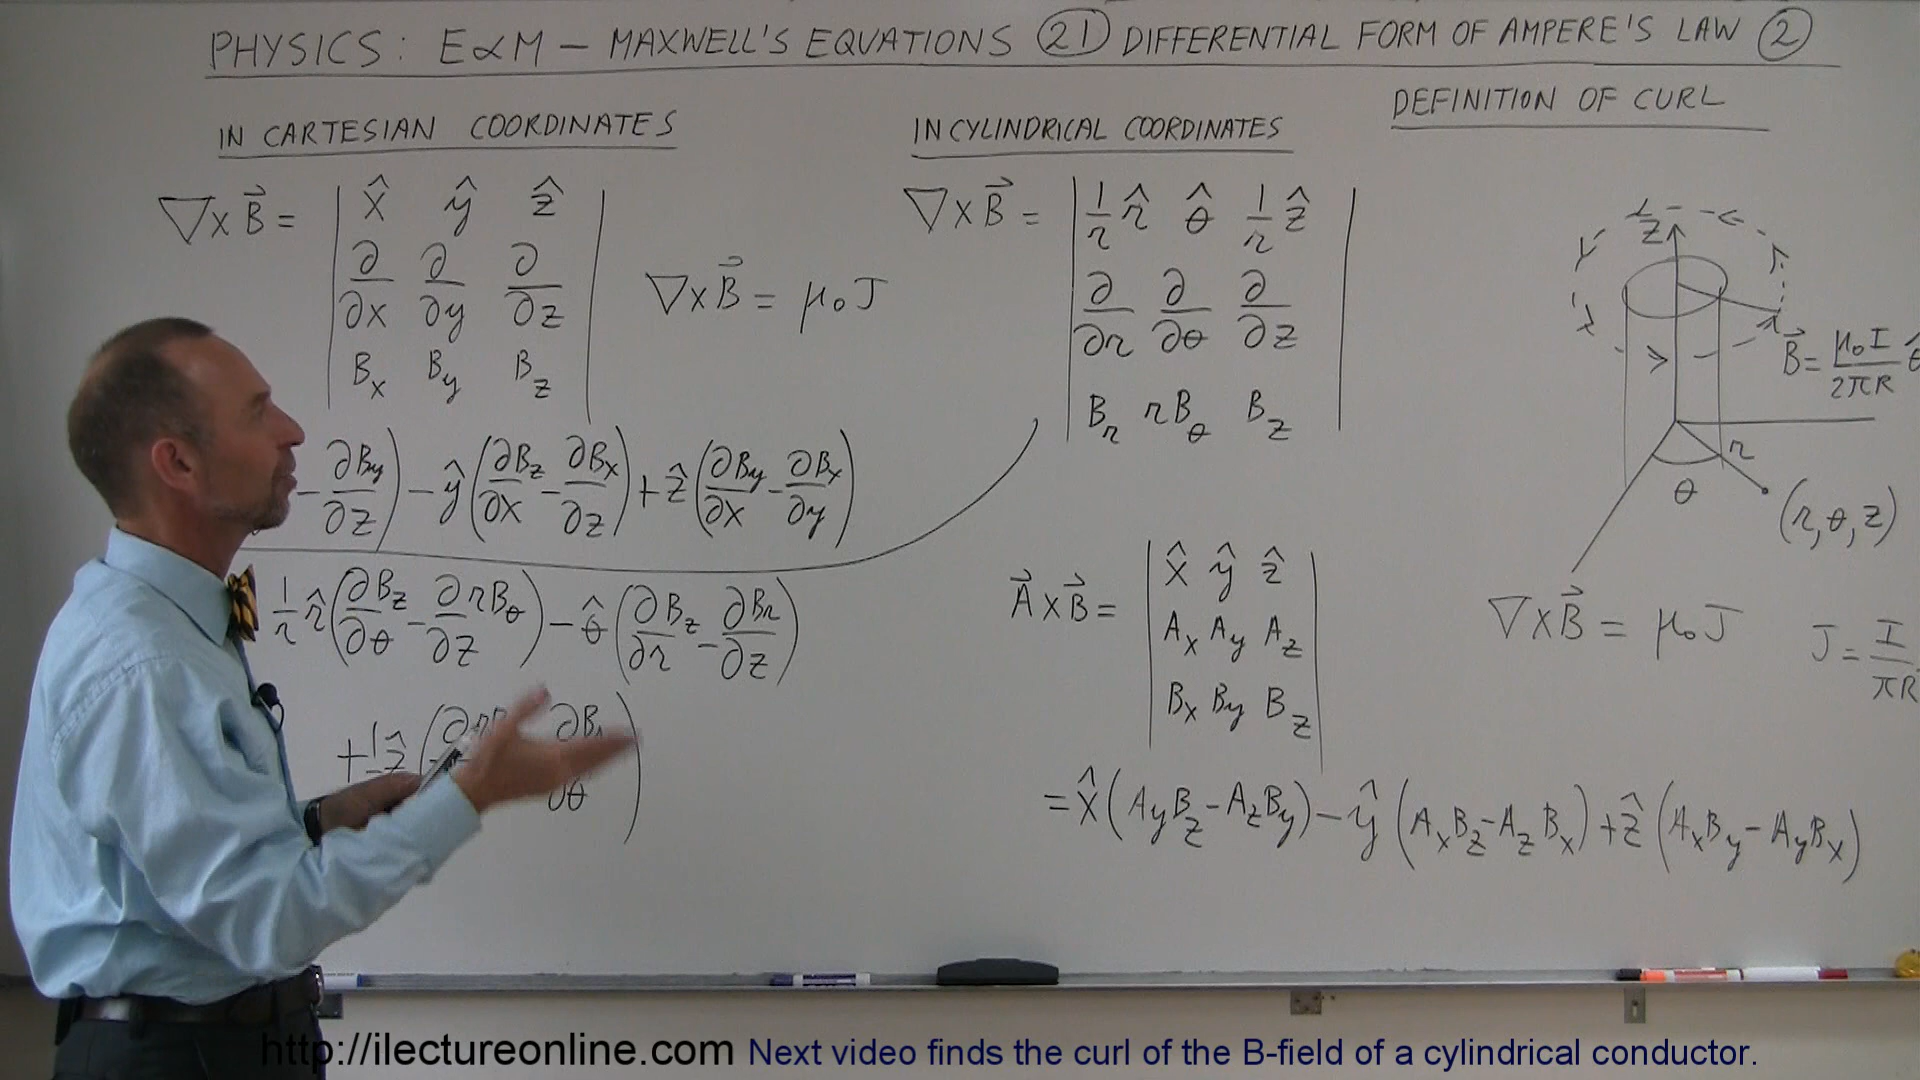 PHYSICS: E&M – MAXWELL'S EQUATIONS (21) DIFFERENTIAL FORM OF AMPERE'S LAW (2)
IN CARTESIAN COORDINATES
∇×B⃗ = | x̂ ŷ ẑ |
| ∂/∂x ∂/∂y ∂/∂z |
| Bx By Bz |
∇×B⃗ = μ₀J
- ∂By/∂z) - ŷ(∂Bz/∂x - ∂Bx/∂z) + ẑ(∂By/∂x - ∂Bx/∂y)
1/r r̂(∂Bz/∂θ - ∂rBθ/∂z) - θ̂(∂Bz/∂r - ∂Br/∂z)
+ 1 ẑ(∂r ∂B ∂θ)
IN CYLINDRICAL COORDINATES
∇×B⃗ = | 1/r r̂ θ̂ 1/r ẑ |
| ∂/∂r ∂/∂θ ∂/∂z |
| Br rBθ Bz |
A⃗×B⃗ = | x̂ ŷ ẑ |
| Ax Ay Az |
| Bx By Bz |
= x̂(AyBz - AzBy) - ŷ(AxBz - AzBx) + ẑ(AxBy - AyBx)
DEFINITION OF CURL
z
B⃗ = μ₀I/2πR θ̂
r
θ
(r, θ, z)
∇×B⃗ = μ₀J
J = I/πR
http://ilectureonline.com Next video finds the curl of the B-field of a cylindrical conductor.